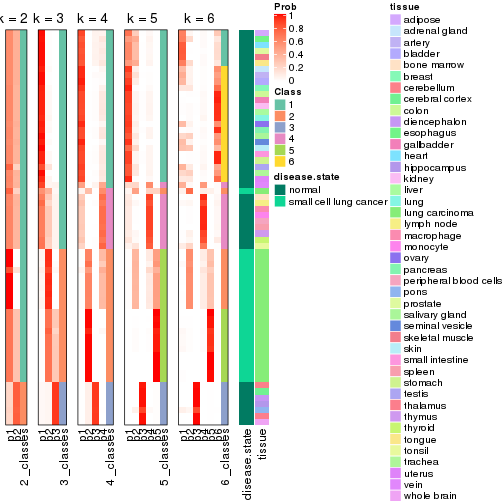 k = 2
k = 3
k = 4
k = 5
k = 6
Prob
1
0.8
0.6
0.4
0.2
0
Class
1
2
3
4
5
6
disease.state
normal
small cell lung cancer
tissue
adipose
adrenal gland
artery
bladder
bone marrow
breast
cerebellum
cerebral cortex
colon
diencephalon
esophagus
gallbladder
heart
hippocampus
kidney
liver
lung
lung carcinoma
lymph node
macrophage
monocyte
ovary
pancreas
peripheral blood cells
pons
prostate
salivary gland
seminal vesicle
skeletal muscle
skin
small intestine
spleen
stomach
testis
thalamus
thymus
thyroid
tongue
tonsil
trachea
uterus
vein
whole brain
p1
p2
2_classes
p1
p2
p3
3_classes
p1
p2
p3
p4
4_classes
p1
p2
p3
p4
p5
5_classes
p1
p2
p3
p4
p5
p6
6_classes
disease.state
tissue